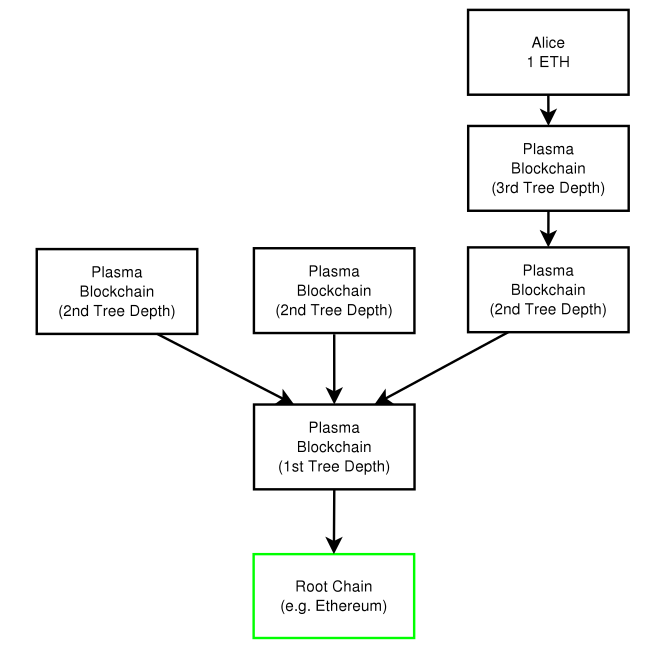 Alice
1 ETH
Plasma
Blockchain
(3rd Tree Depth)
Plasma
Blockchain
(2nd Tree Depth)
Plasma
Blockchain
(2nd Tree Depth)
Plasma
Blockchain
(2nd Tree Depth)
Plasma
Blockchain
(1st Tree Depth)
Root Chain
(e.g. Ethereum)